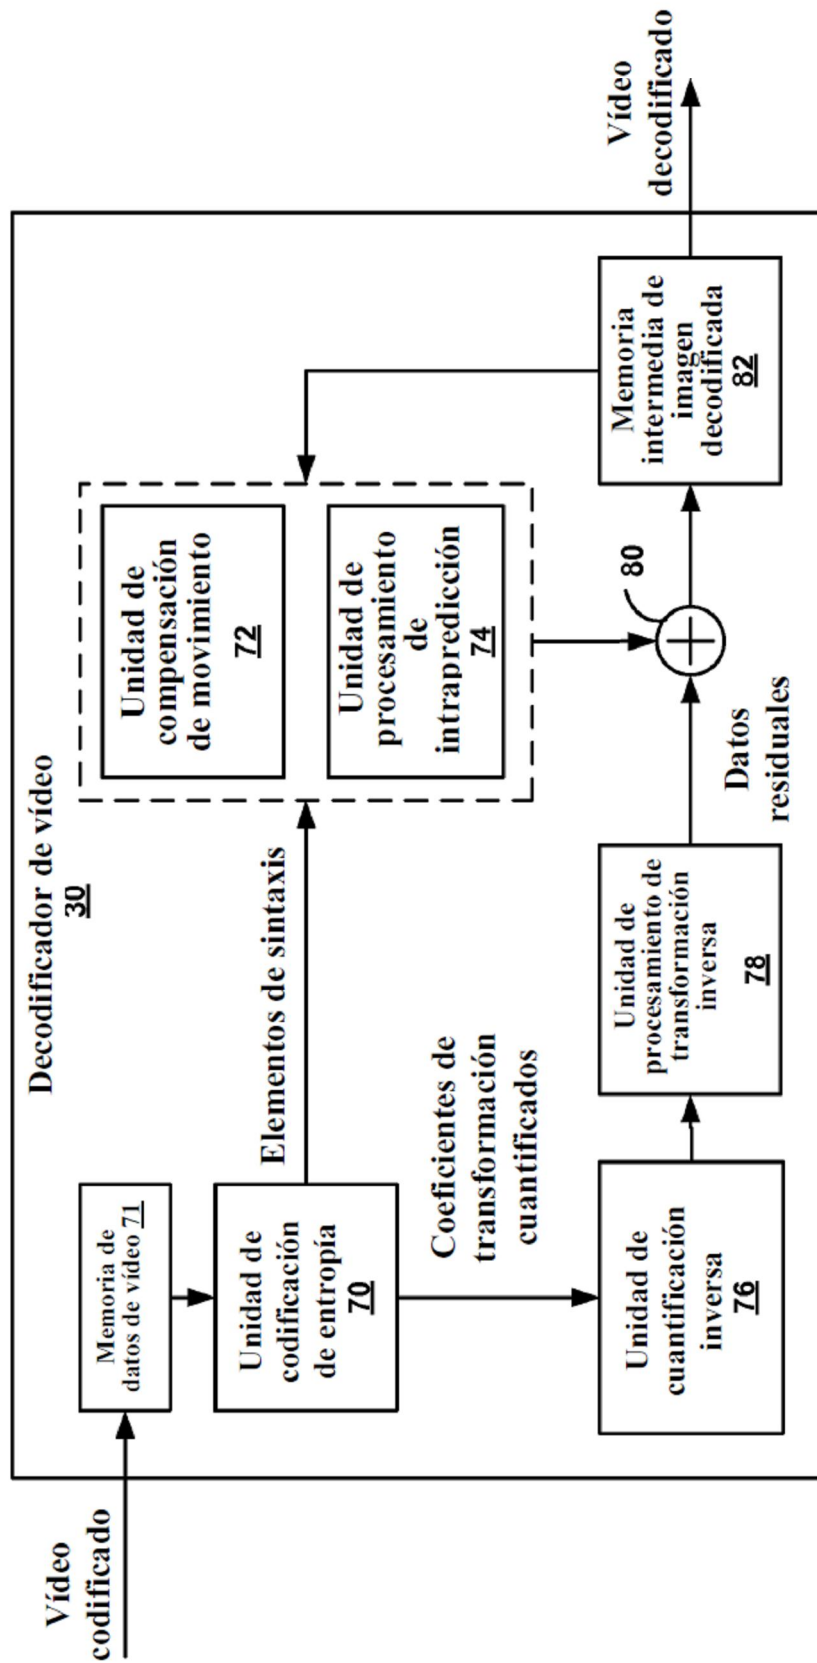 Vídeo
codificado
Decodificador de vídeo
30
Memoria de
datos de vídeo 71
Unidad de
codificación
de entropía
70
Elementos de sintaxis
Unidad de
compensación
de movimiento
72
Unidad de
procesamiento
de
intrapredicción
74
Coeficientes de
transformación
cuantificados
Unidad de
cuantificación
inversa
76
Unidad de
procesamiento de
transformación
inversa
78
Datos
residuales
80
Memoria
intermedia de
imagen
decodificada
82
Vídeo
decodificado